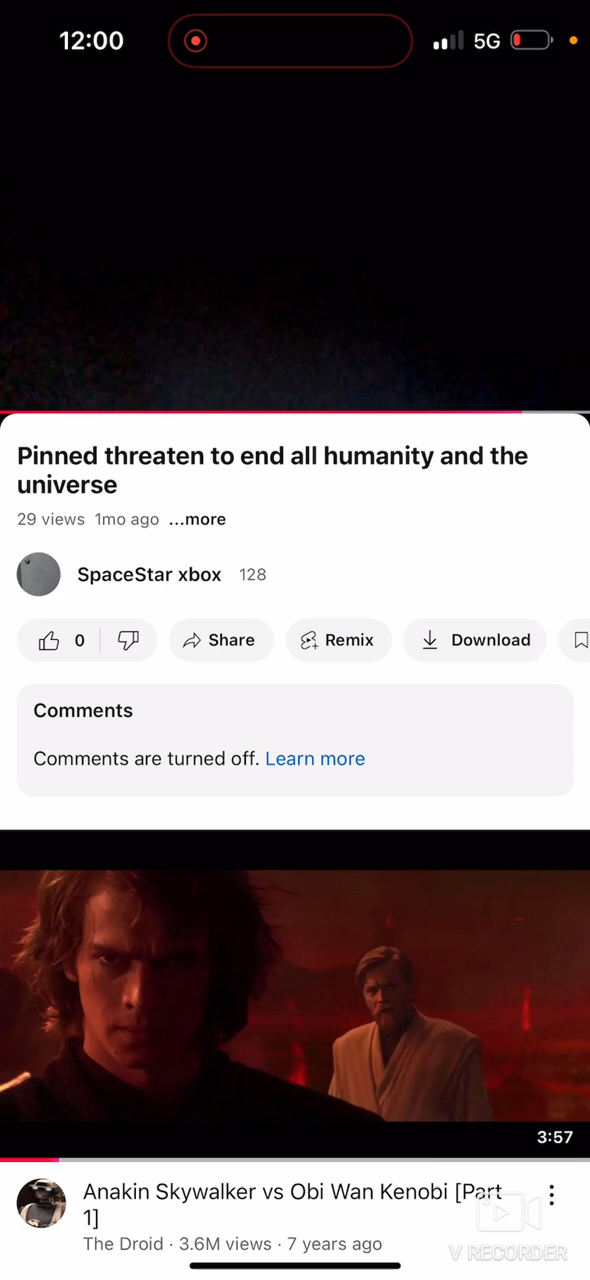 12:00
5G
Pinned threaten to end all humanity and the
universe
29 views 1mo ago ...more
SpaceStar xbox 128
0
Share
Remix
Download
Comments
Comments are turned off. Learn more
3:57
Anakin Skywalker vs Obi Wan Kenobi [Part
1]
The Droid · 3.6M views · 7 years ago
V RECORDER